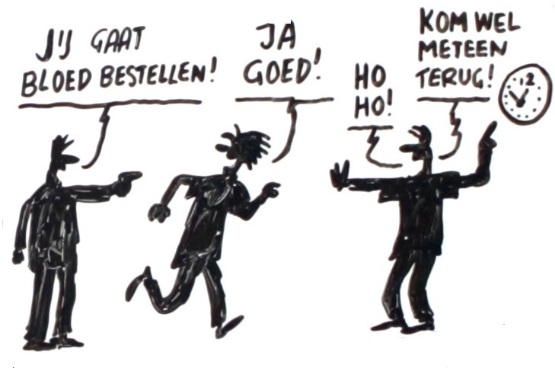 JIJ GAAT
BLOED BESTELLEN!
JA
GOED!
HO
HO!
KOM WEL
METEEN
TERUG!
12